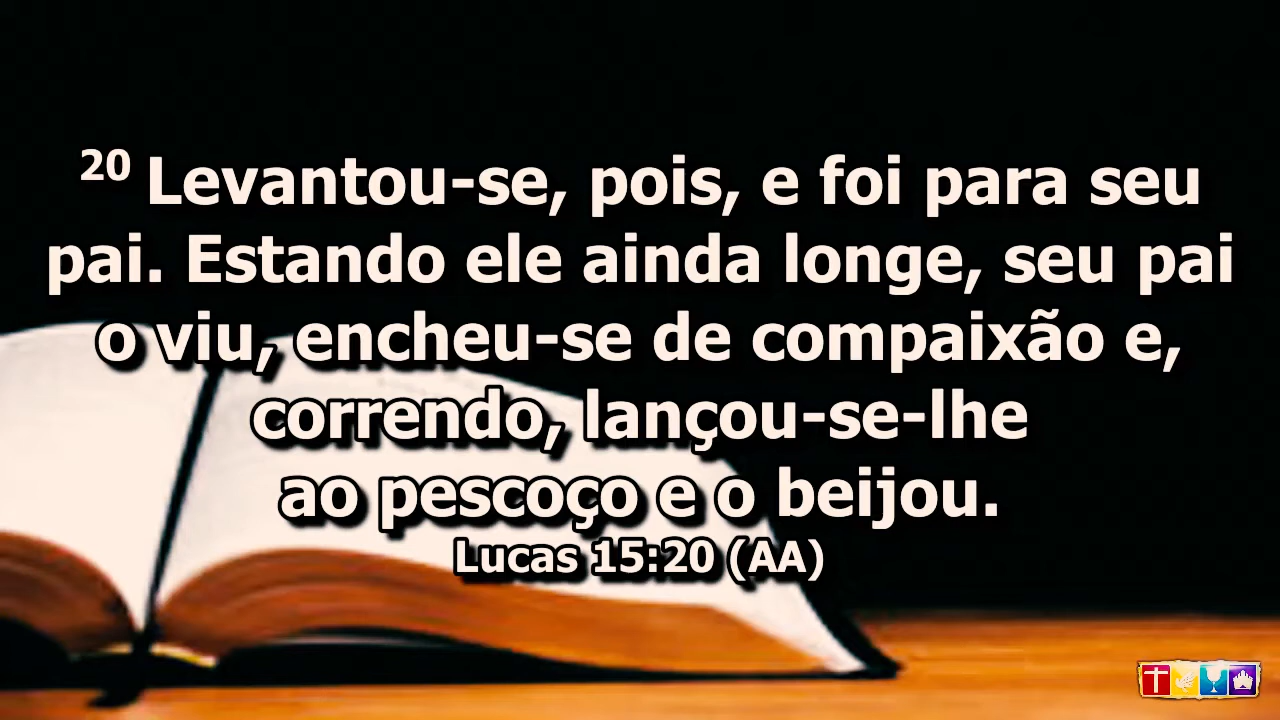 20 Levantou-se, pois, e foi para seu
pai. Estando ele ainda longe, seu pai
o viu, encheu-se de compaixão e,
correndo, lançou-se-lhe
ao pescoço e o beijou.
Lucas 15:20 (AA)